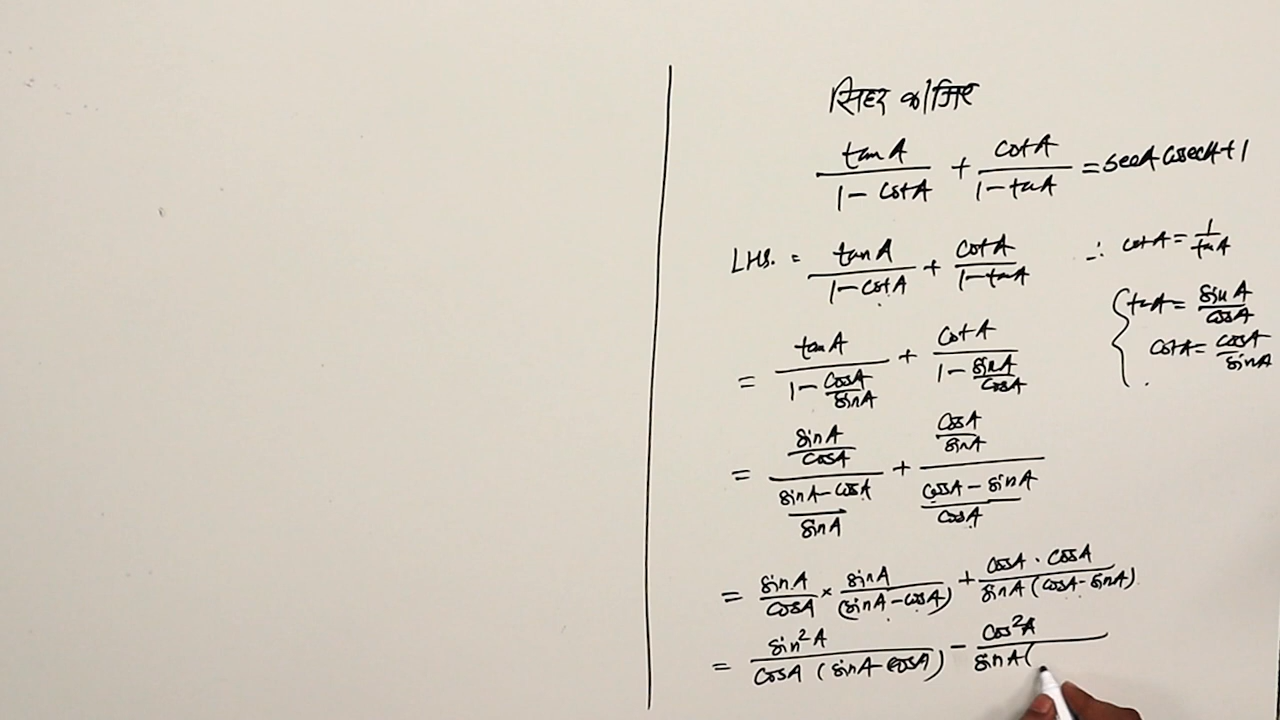 सिद्ध कीजिए
tanA / (1 - cotA) + cotA / (1 - tanA) = secA cosecA + 1
LHS. = tanA / (1 - cotA) + cotA / (1 - tanA) ∴ cotA = 1 / tanA
{ tanA = sinA / cosA
cotA = cosA / sinA
= tanA / (1 - cosA / sinA) + cotA / (1 - sinA / cosA)
= (sinA / cosA) / ((sinA - cosA) / sinA) + (cosA / sinA) / ((cosA - sinA) / cosA)
= sinA / cosA × sinA / (sinA - cosA) + cosA · cosA / sinA (cosA - sinA)
= sin²A / cosA (sinA - cosA) - cos²A / sinA (